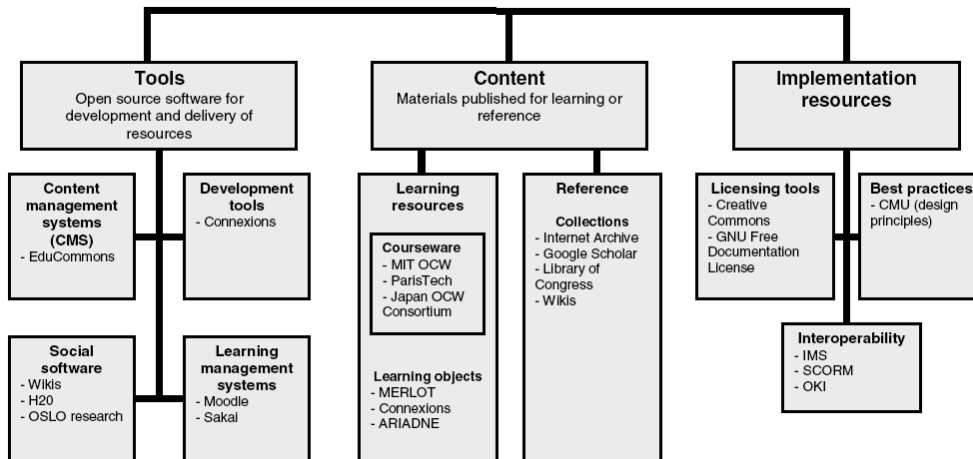 Tools
Open source software for
development and delivery of
resources
Content
Materials published for learning or
reference
Implementation
resources
Content
management
systems
(CMS)
- EduCommons
Development
tools
- Connexions
Social
software
- Wikis
- H20
- OSLO research
Learning
management
systems
- Moodle
- Sakai
Learning
resources
Courseware
- MIT OCW
- ParisTech
- Japan OCW
Consortium
Learning objects
- MERLOT
- Connexions
- ARIADNE
Reference
Collections
- Internet Archive
- Google Scholar
- Library of
Congress
- Wikis
Licensing tools
- Creative
Commons
- GNU Free
Documentation
License
Best practices
- CMU (design
principles)
Interoperability
- IMS
- SCORM
- OKI